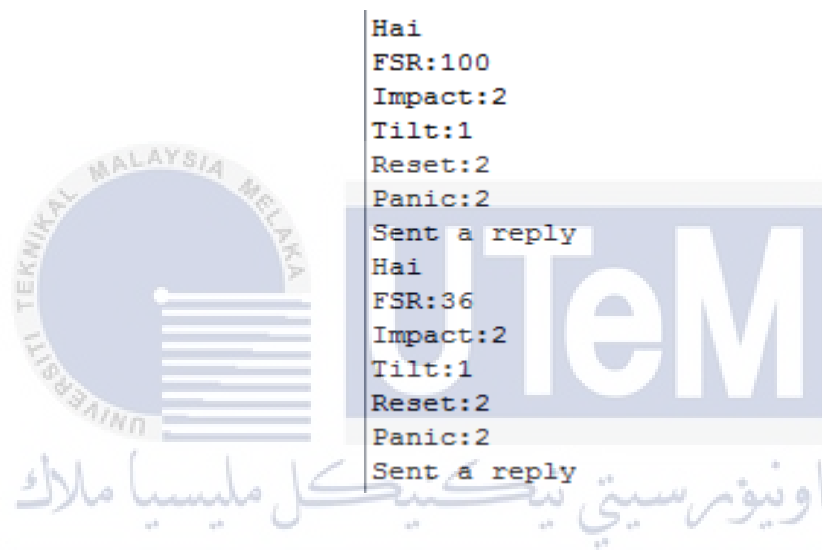 Hai
FSR:100
Impact:2
Tilt:1
Reset:2
Panic:2
Sent a reply
Hai
FSR:36
Impact:2
Tilt:1
Reset:2
Panic:2
Sent a reply
UNIVERSITI TEKNIKAL MALAYSIA MELAKA
UTeM
اونيۏرسيتي تيكنيكل مليسيا ملاك